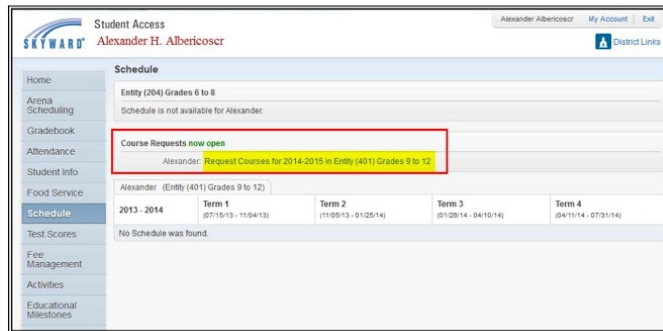 Student Access
Alexander Albericoscr My Account Exit
SKYWARD® Alexander H. Albericoscr
District Links
Home
Arena
Scheduling
Gradebook
Attendance
Student Info
Food Service
Schedule
Test Scores
Fee
Management
Activities
Educational
Milestones
Schedule
Entity (204) Grades 6 to 8
Schedule is not available for Alexander.
Course Requests now open
Alexander: Request Courses for 2014-2015 in Entity (401) Grades 9 to 12
Alexander (Entity (401) Grades 9 to 12)
2013 - 2014 Term 1 Term 2 Term 3 Term 4
(07/15/13 - 11/04/13) (11/05/13 - 01/25/14) (01/26/14 - 04/10/14) (04/11/14 - 07/31/14)
No Schedule was found.